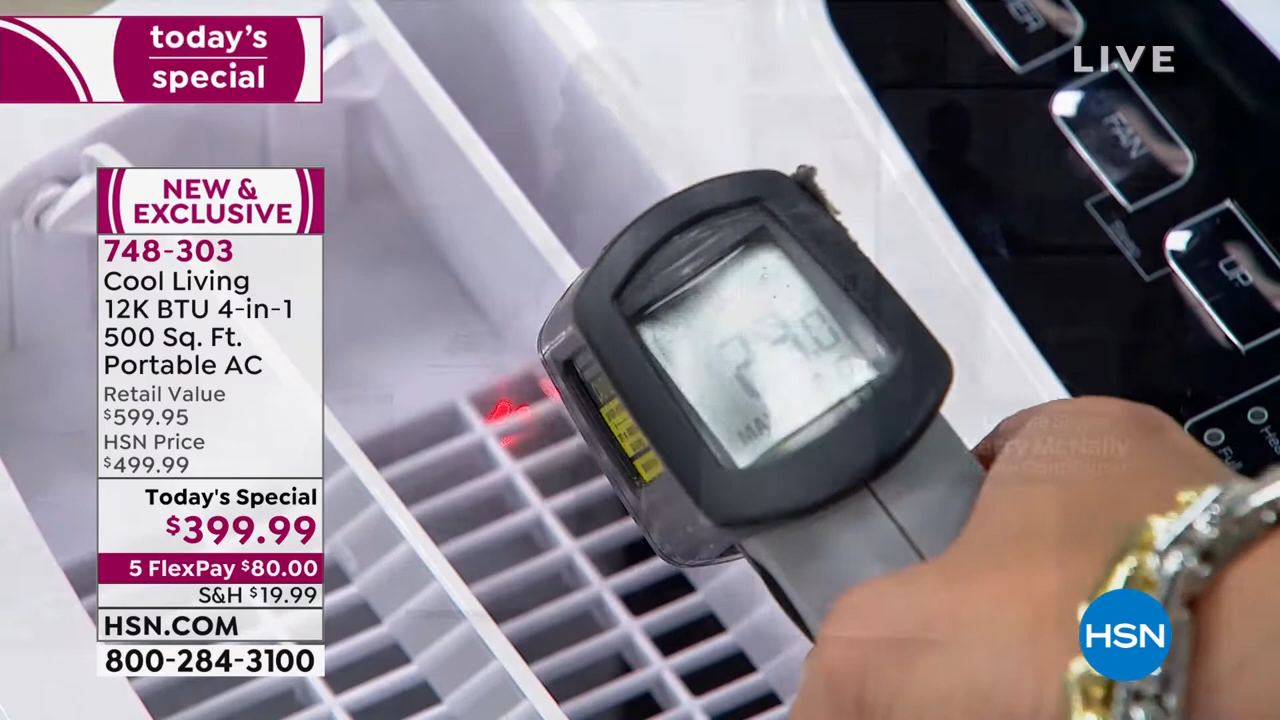 today's
special
LIVE
NEW &
EXCLUSIVE
748-303
Cool Living
12K BTU 4-in-1
500 Sq. Ft.
Portable AC
Retail Value
$599.95
HSN Price
$499.99
Today's Special
$399.99
5 FlexPay $80.00
S&H $19.99
HSN.COM
800-284-3100
FAN
UP
HSN